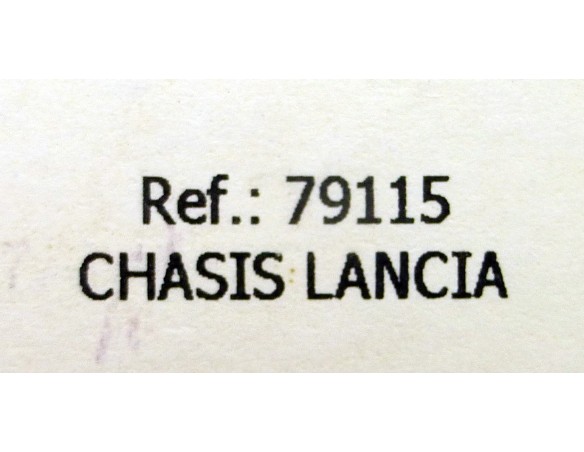 Ref.: 79115
CHASIS LANCIA